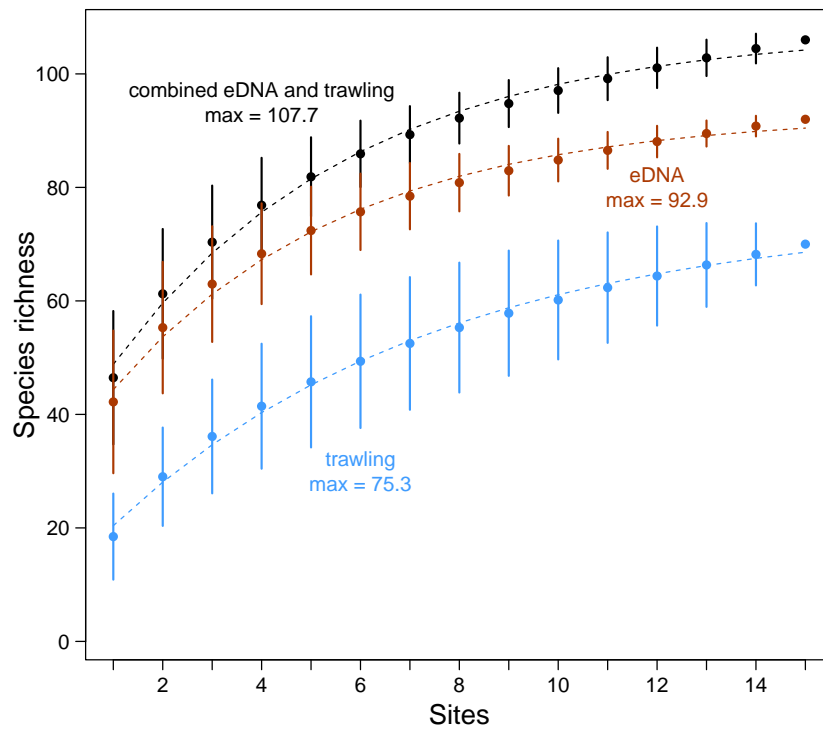 combined eDNA and trawling
max = 107.7
eDNA
max = 92.9
trawling
max = 75.3
Species richness
100
80
60
40
20
0
2 4 6 8 10 12 14
Sites